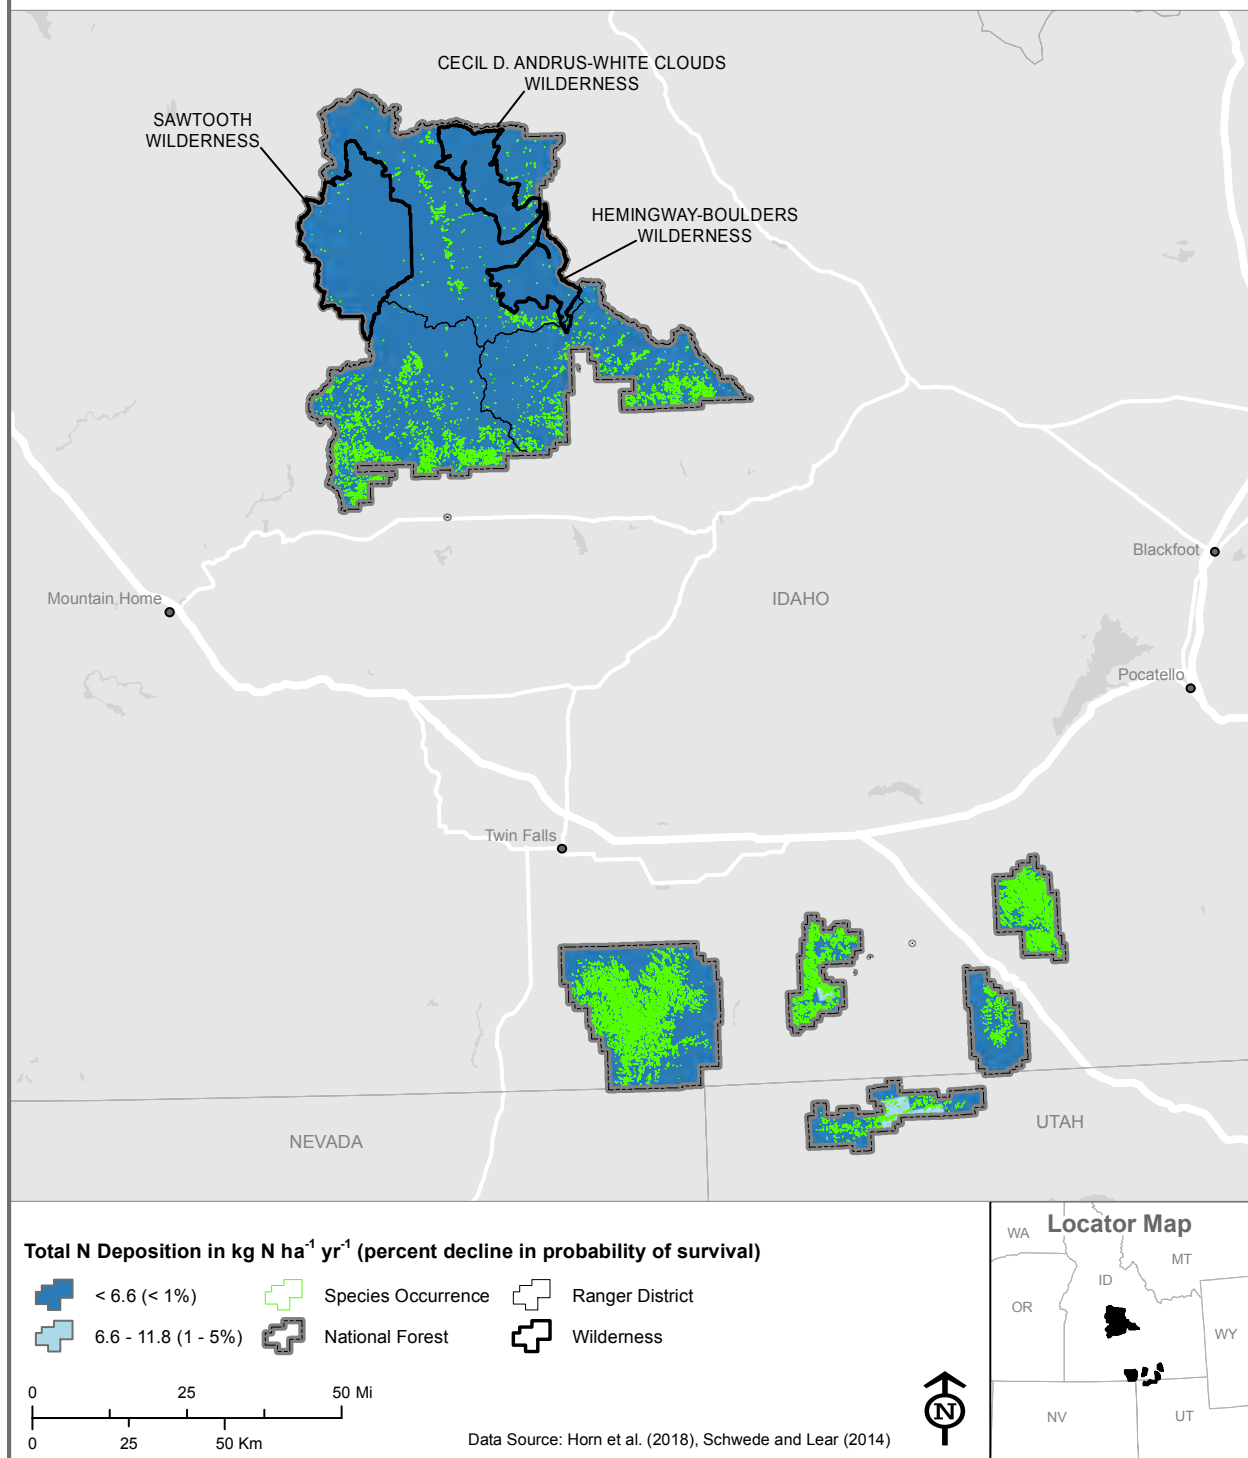 CECIL D. ANDRUS-WHITE CLOUDS
WILDERNESS
SAWTOOTH
WILDERNESS
HEMINGWAY-BOULDERS
WILDERNESS
Blackfoot
Mountain Home
IDAHO
Pocatello
Twin Falls
NEVADA
UTAH
Total N Deposition in kg N ha⁻¹ yr⁻¹ (percent decline in probability of survival)
< 6.6 (< 1%)
Species Occurrence
Ranger District
6.6 - 11.8 (1 - 5%)
National Forest
Wilderness
0 25 50 Mi
0 25 50 Km
N
Data Source: Horn et al. (2018), Schwede and Lear (2014)
Locator Map
WA
MT
ID
OR
WY
NV
UT